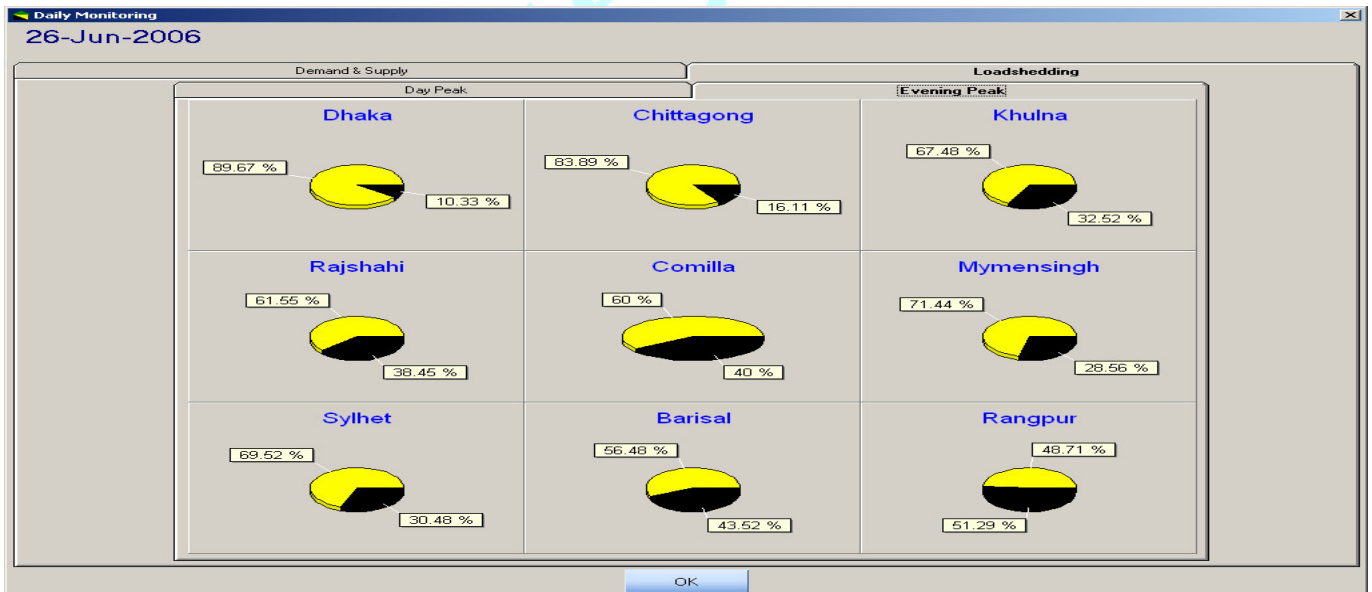 Daily Monitoring
26-Jun-2006
Demand & Supply Loadshedding
Day Peak Evening Peak
Dhaka Chittagong Khulna
89.67 % 10.33 % 83.89 % 16.11 % 67.48 % 32.52 %
Rajshahi Comilla Mymensingh
61.55 % 38.45 % 60 % 40 % 71.44 % 28.56 %
Sylhet Barisal Rangpur
69.52 % 30.48 % 56.48 % 43.52 % 48.71 % 51.29 %
OK